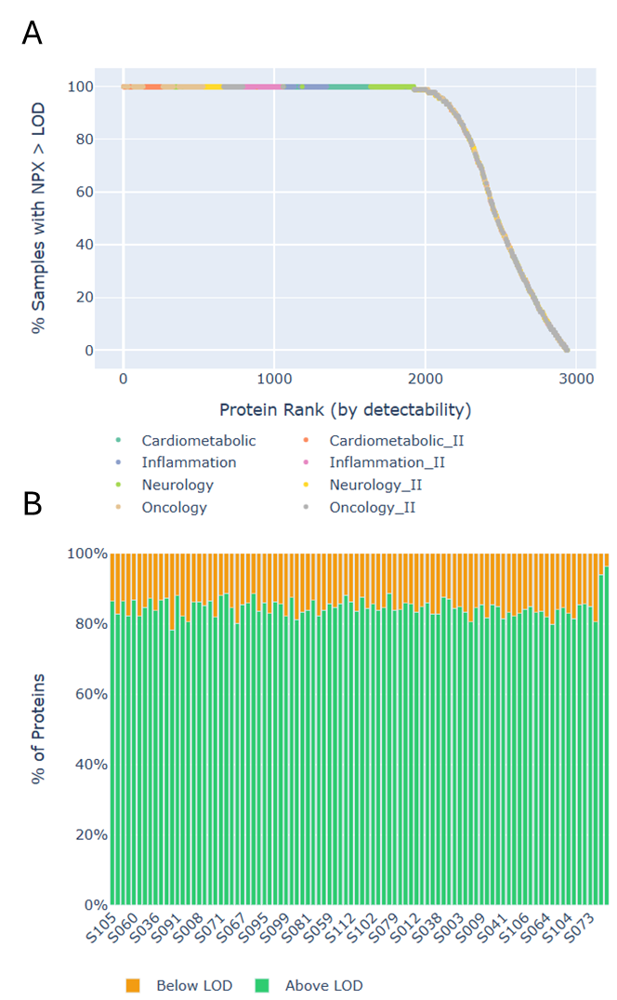 A
% Samples with NPX > LOD
100
80
60
40
20
0
0 1000 2000 3000
Protein Rank (by detectability)
Cardiometabolic Cardiometabolic_II
Inflammation Inflammation_II
Neurology Neurology_II
Oncology Oncology_II
B
% of Proteins
100%
80%
60%
40%
20%
0%
S105 S060 S036 S091 S008 S071 S067 S095 S099 S081 S059 S112 S102 S079 S012 S038 S003 S009 S041 S106 S064 S104 S073
Below LOD Above LOD